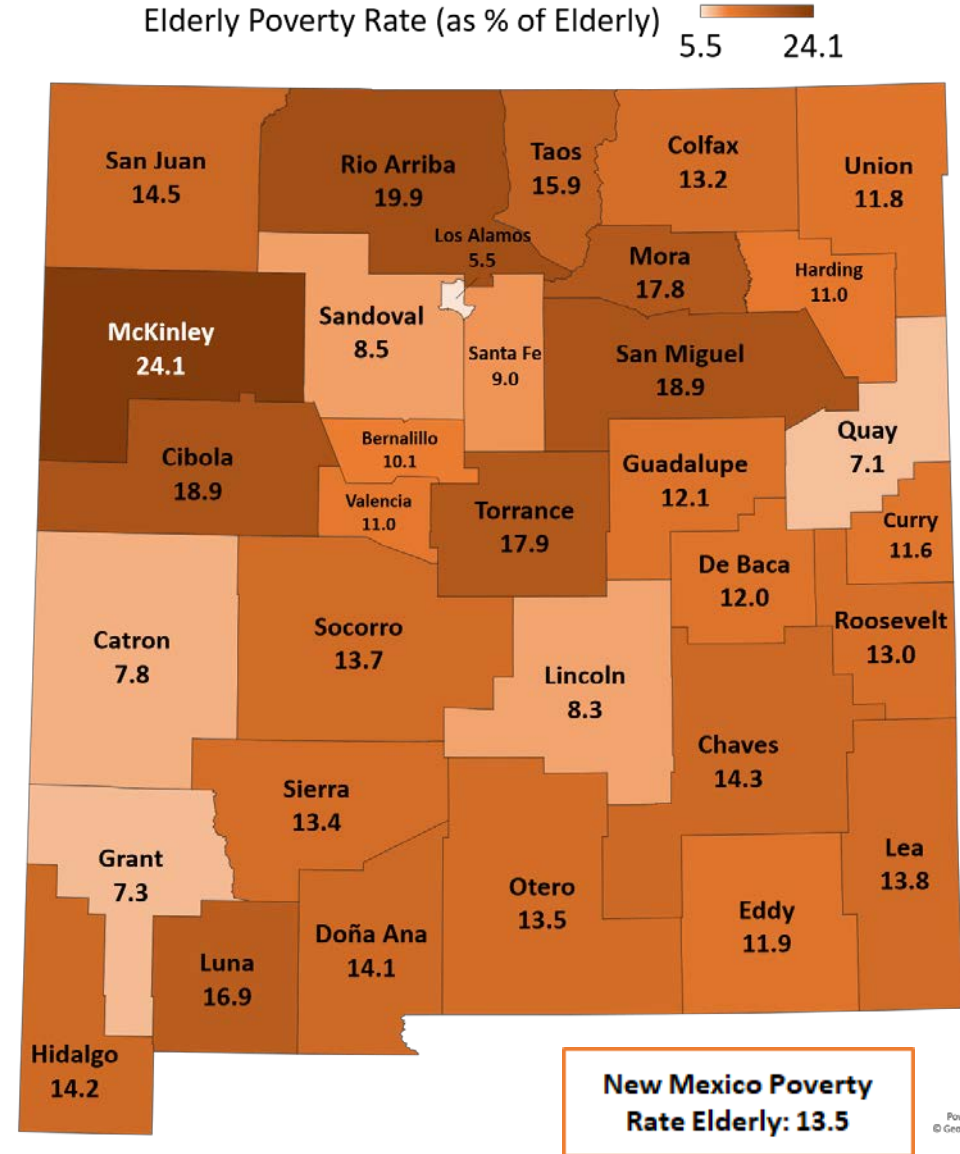 Elderly Poverty Rate (as % of Elderly)
5.5 24.1
San Juan
14.5
Rio Arriba
19.9
Taos
15.9
Colfax
13.2
Union
11.8
Los Alamos
5.5
Mora
17.8
Harding
11.0
McKinley
24.1
Sandoval
8.5
Santa Fe
9.0
San Miguel
18.9
Quay
7.1
Cibola
18.9
Bernalillo
10.1
Valencia
11.0
Torrance
17.9
Guadalupe
12.1
Curry
11.6
De Baca
12.0
Roosevelt
13.0
Catron
7.8
Socorro
13.7
Lincoln
8.3
Chaves
14.3
Sierra
13.4
Grant
7.3
Otero
13.5
Lea
13.8
Eddy
11.9
Doña Ana
14.1
Luna
16.9
Hidalgo
14.2
New Mexico Poverty
Rate Elderly: 13.5